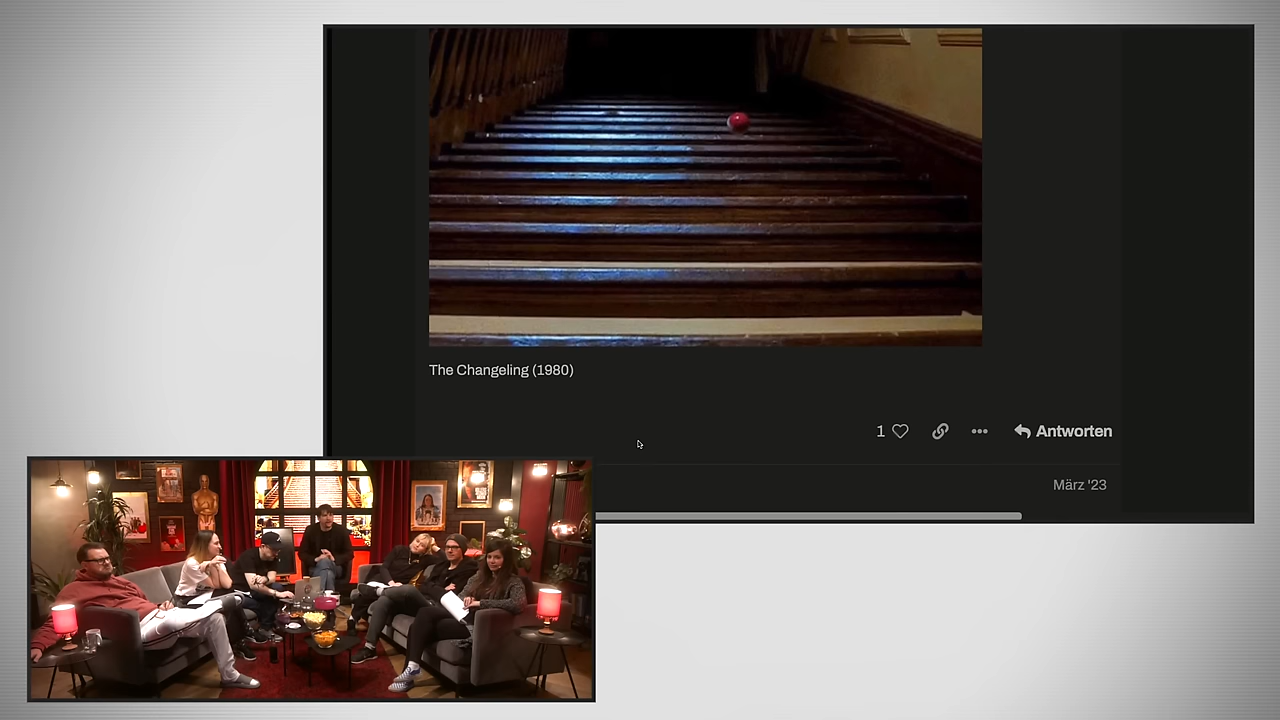 The Changeling (1980)
1
Antworten
März '23